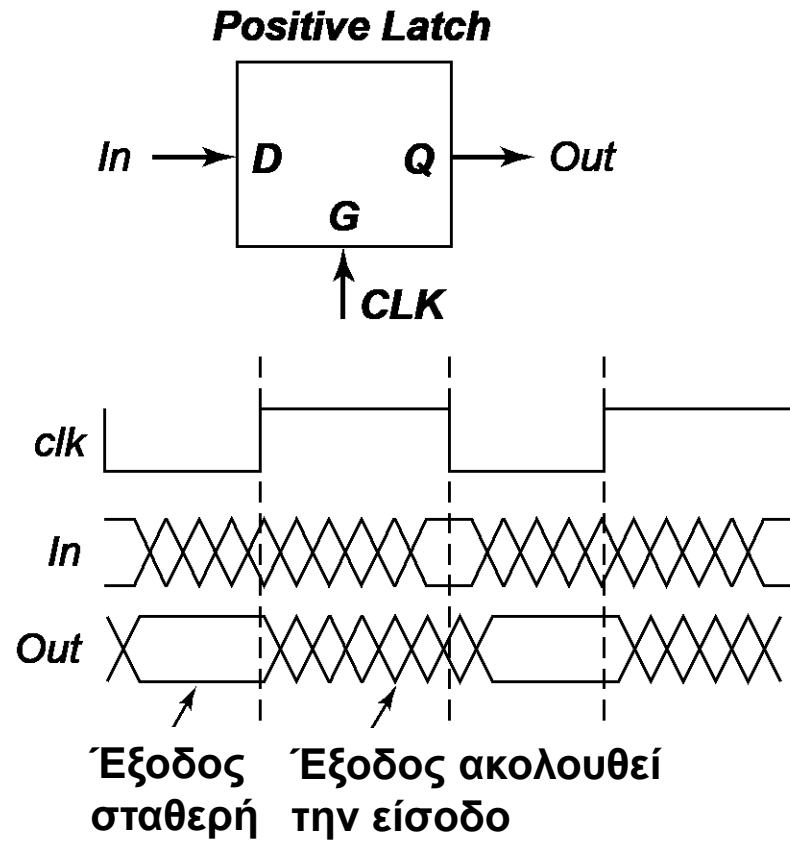 Positive Latch
In D Q Out
G
CLK
clk
In
Out
Έξοδος σταθερή
Έξοδος ακολουθεί την είσοδο